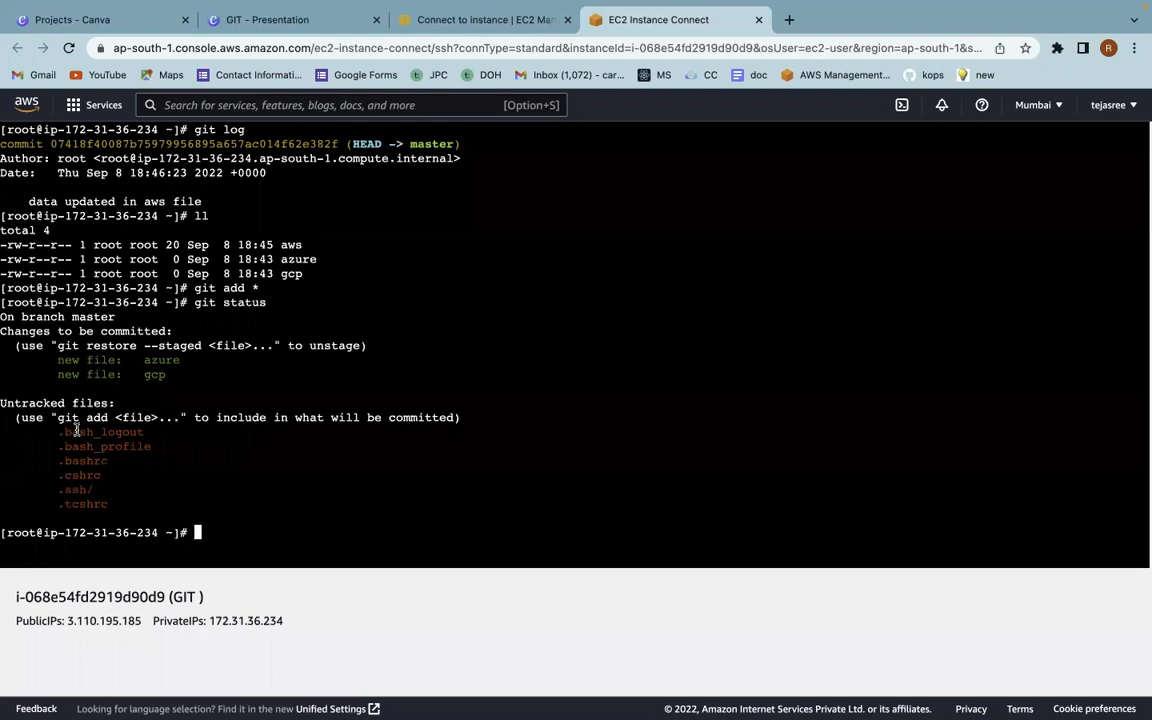 Projects - Canva
GIT - Presentation
Connect to instance | EC2 Man
EC2 Instance Connect
ap-south-1.console.aws.amazon.com/ec2-instance-connect/ssh?connType=standard&instanceId=i-068e54fd2919d90d9&osUser=ec2-user&region=ap-south-1&s...
Gmail YouTube Maps Contact Informati... Google Forms JPC DOH Inbox (1,072) - car... MS CC doc AWS Management... kops new
aws Services Search for services, features, blogs, docs, and more [Option+S] Mumbai tejasree
[root@ip-172-31-36-234 ~]# git log
commit 07418f40087b75979956895a657ac014f62e382f (HEAD -> master)
Author: root <root@ip-172-31-36-234.ap-south-1.compute.internal>
Date: Thu Sep 8 18:46:23 2022 +0000
data updated in aws file
[root@ip-172-31-36-234 ~]# ll
total 4
-rw-r--r-- 1 root root 20 Sep 8 18:45 aws
-rw-r--r-- 1 root root 0 Sep 8 18:43 azure
-rw-r--r-- 1 root root 0 Sep 8 18:43 gcp
[root@ip-172-31-36-234 ~]# git add *
[root@ip-172-31-36-234 ~]# git status
On branch master
Changes to be committed:
(use "git restore --staged <file>..." to unstage)
new file: azure
new file: gcp
Untracked files:
(use "git add <file>..." to include in what will be committed)
.bash_logout
.bash_profile
.bashrc
.cshrc
.ssh/
.tcshrc
[root@ip-172-31-36-234 ~]#
i-068e54fd2919d90d9 (GIT )
PublicIPs: 3.110.195.185 PrivateIPs: 172.31.36.234
Feedback Looking for language selection? Find it in the new Unified Settings © 2022, Amazon Internet Services Private Ltd. or its affiliates. Privacy Terms Cookie preferences